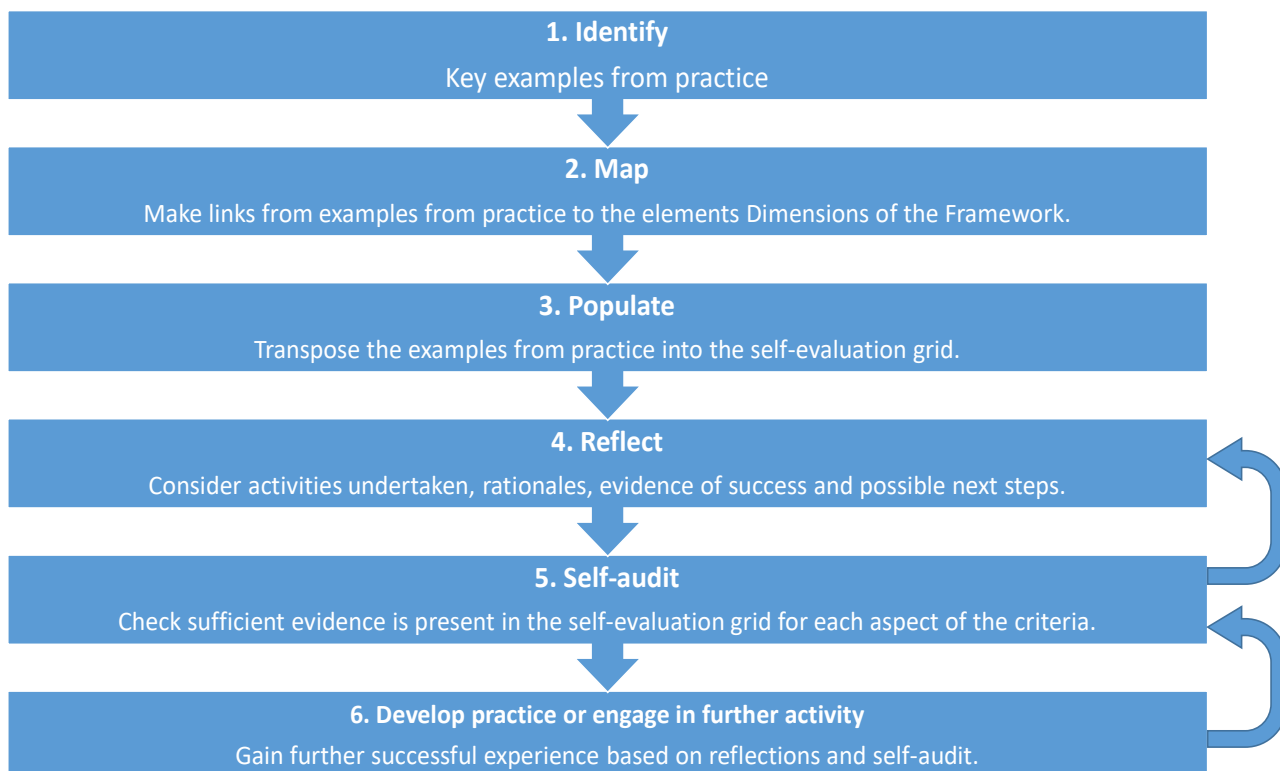 1. Identify
Key examples from practice
2. Map
Make links from examples from practice to the elements Dimensions of the Framework.
3. Populate
Transpose the examples from practice into the self-evaluation grid.
4. Reflect
Consider activities undertaken, rationales, evidence of success and possible next steps.
5. Self-audit
Check sufficient evidence is present in the self-evaluation grid for each aspect of the criteria.
6. Develop practice or engage in further activity
Gain further successful experience based on reflections and self-audit.